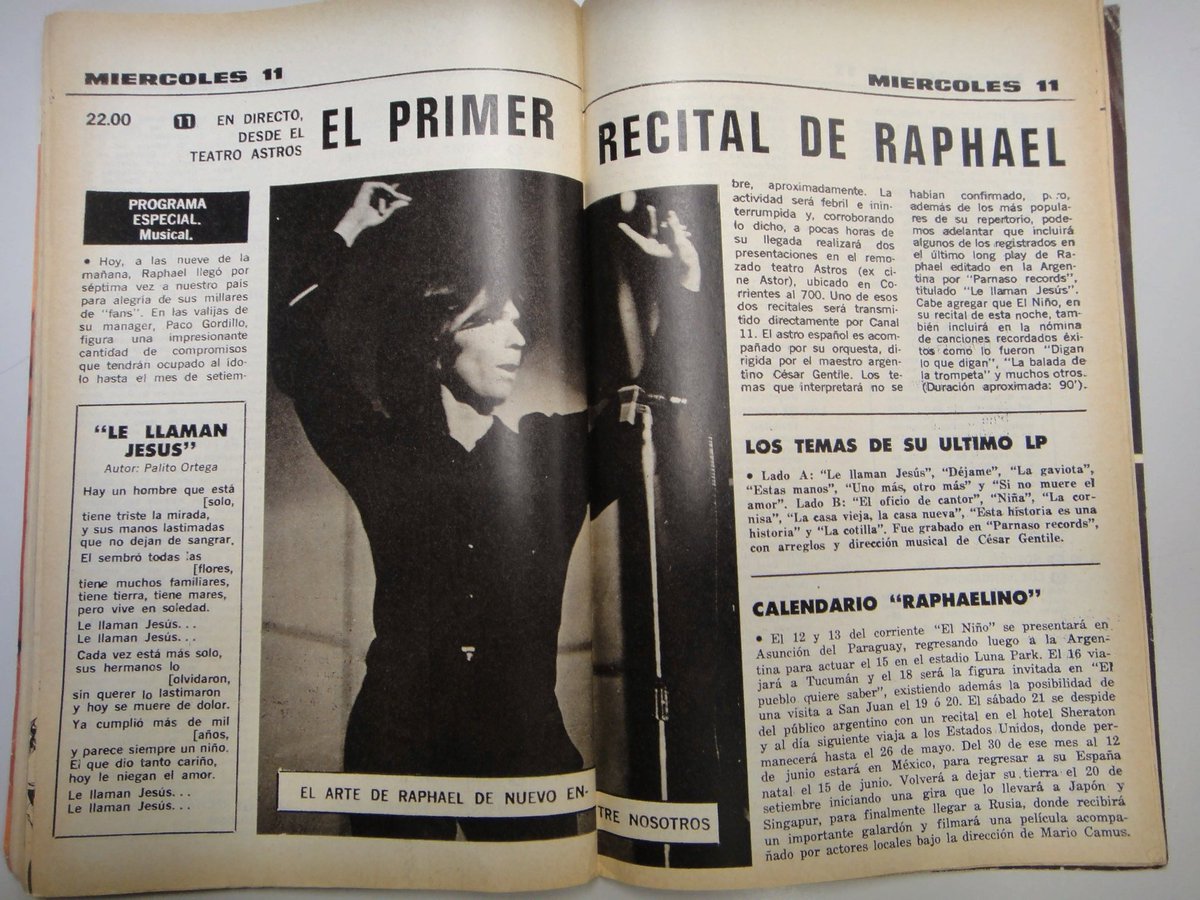 MIERCOLES 11
22.00
11
EN DIRECTO,
DESDE EL
TEATRO ASTROS
EL PRIMER
PROGRAMA
ESPECIAL.
Musical.
• Hoy, a las nueve de la
mañana, Raphael llegó por
séptima vez a nuestro país
para alegría de sus millares
de "fans". En las valijas de
su manager, Paco Gordillo,
figura una impresionante
cantidad de compromisos
que tendrán ocupado al ído-
lo hasta el mes de setiem-
"LE LLAMAN
JESUS"
Autor: Palito Ortega
Hay un hombre que está
[solo,
tiene triste la mirada,
y sus manos lastimadas
que no dejan de sangrar.
El sembró todas las
[flores,
tiene muchos familiares,
tiene tierra, tiene mares,
pero vive en soledad.
Le llaman Jesús...
Le llaman Jesús...
Cada vez está más solo,
sus hermanos lo
[olvidaron,
sin querer lo lastimaron
y hoy se muere de dolor.
Ya cumplió más de mil
[años,
y parece siempre un niño.
El que dio tanto cariño,
hoy le niegan el amor.
Le llaman Jesús...
Le llaman Jesús...
EL ARTE DE RAPHAEL DE NUEVO EN-
MIERCOLES 11
RECITAL DE RAPHAEL
bre, aproximadamente. La
actividad será febril e inin-
terrumpida y, corroborando
lo dicho, a pocas horas de
su llegada realizará dos
presentaciones en el remo-
zado teatro Astros (ex ci-
ne Astor), ubicado en Co-
rrientes al 700. Uno de esos
dos recitales será transmi-
tido directamente por Canal
11. El astro español es acom-
pañado por su orquesta, di-
rigida por el maestro argen-
tino César Gentile. Los te-
mas que interpretará no se
habían confirmado, pero,
además de los más popula-
res de su repertorio, pode-
mos adelantar que incluirá
algunos de los registrados en
el último long play de Ra-
phael editado en la Argen-
tina por "Parnaso records",
titulado "Le llaman Jesús".
Cabe agregar que El Niño, en
su recital de esta noche, tam-
bién incluirá en la nómina
de canciones recordados éxi-
tos como lo fueron "Digan
lo que digan", "La balada de
la trompeta" y muchos otros.
(Duración aproximada: 90').
LOS TEMAS DE SU ULTIMO LP
• Lado A: "Le llaman Jesús", "Déjame", "La gaviota",
"Estas manos", "Uno más, otro más" y "Si no muere el
amor". Lado B: "El oficio de cantor", "Niña", "La cor-
nisa", "La casa vieja, la casa nueva", "Esta historia es una
historia" y "La cotilla". Fue grabado en "Parnaso records",
con arreglos y dirección musical de César Gentile.
CALENDARIO "RAPHAELINO"
• El 12 y 13 del corriente "El Niño" se presentará en
Asunción del Paraguay, regresando luego a la Argen-
tina para actuar el 15 en el estadio Luna Park. El 16 via-
jará a Tucumán y el 18 será la figura invitada en "El
pueblo quiere saber", existiendo además la posibilidad de
una visita a San Juan el 19 ó 20. El sábado 21 se despide
del público argentino con un recital en el hotel Sheraton
y al día siguiente viaja a los Estados Unidos, donde per-
manecerá hasta el 26 de mayo. Del 30 de ese mes al 12
de junio estará en México, para regresar a su España
natal el 15 de junio. Volverá a dejar su tierra el 20 de
setiembre iniciando una gira que lo llevará a Japón y
Singapur, para finalmente llegar a Rusia, donde recibirá
un importante galardón y filmará una película acompa-
ñado por actores locales bajo la dirección de Mario Camus.
TRE NOSOTROS